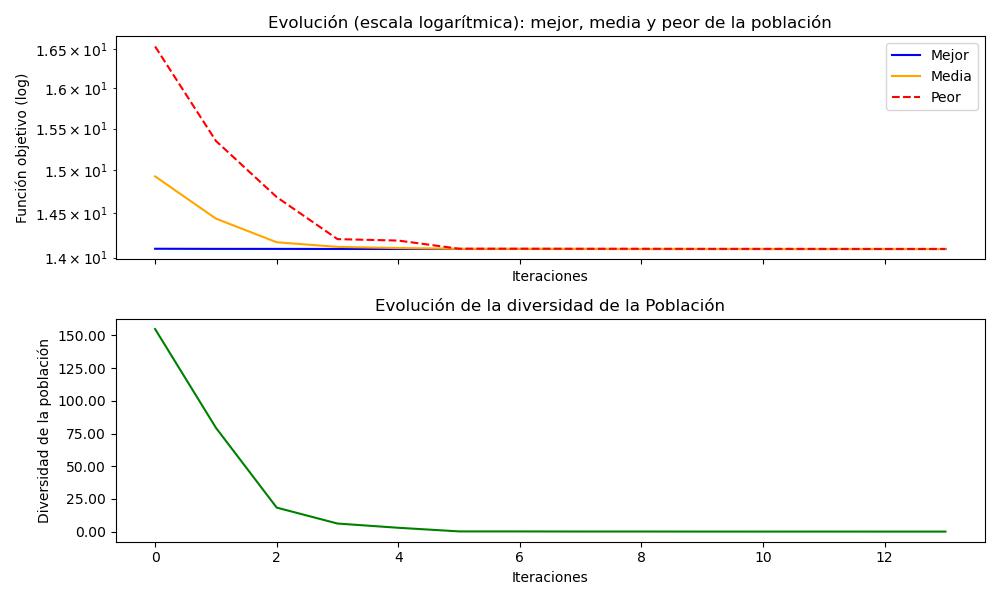 Evolución (escala logarítmica): mejor, media y peor de la población
Función objetivo (log)
1.65 × 10¹
1.6 × 10¹
1.55 × 10¹
1.5 × 10¹
1.45 × 10¹
1.4 × 10¹
Mejor
Media
Peor
Iteraciones
Evolución de la diversidad de la Población
Diversidad de la población
150.00
125.00
100.00
75.00
50.00
25.00
0.00
0 2 4 6 8 10 12
Iteraciones